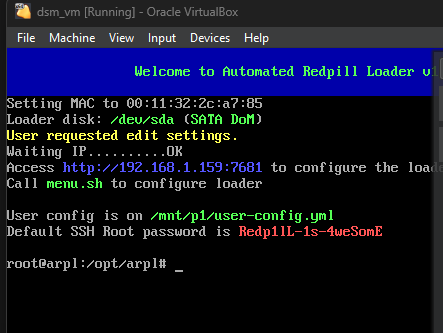 dsm_vm [Running] - Oracle VirtualBox
File Machine View Input Devices Help
Welcome to Automated Redpill Loader
Setting MAC to 00:11:32:2c:a7:85
Loader disk: /dev/sda (SATA DoM)
User requested edit settings.
Waiting IP..........OK
Access http://192.168.1.159:7681 to configure the
Call menu.sh to configure loader
User config is on /mnt/p1/user-config.yml
Default SSH Root password is Redp1lL-1s-4weSomE
root@arpl:/opt/arpl# _